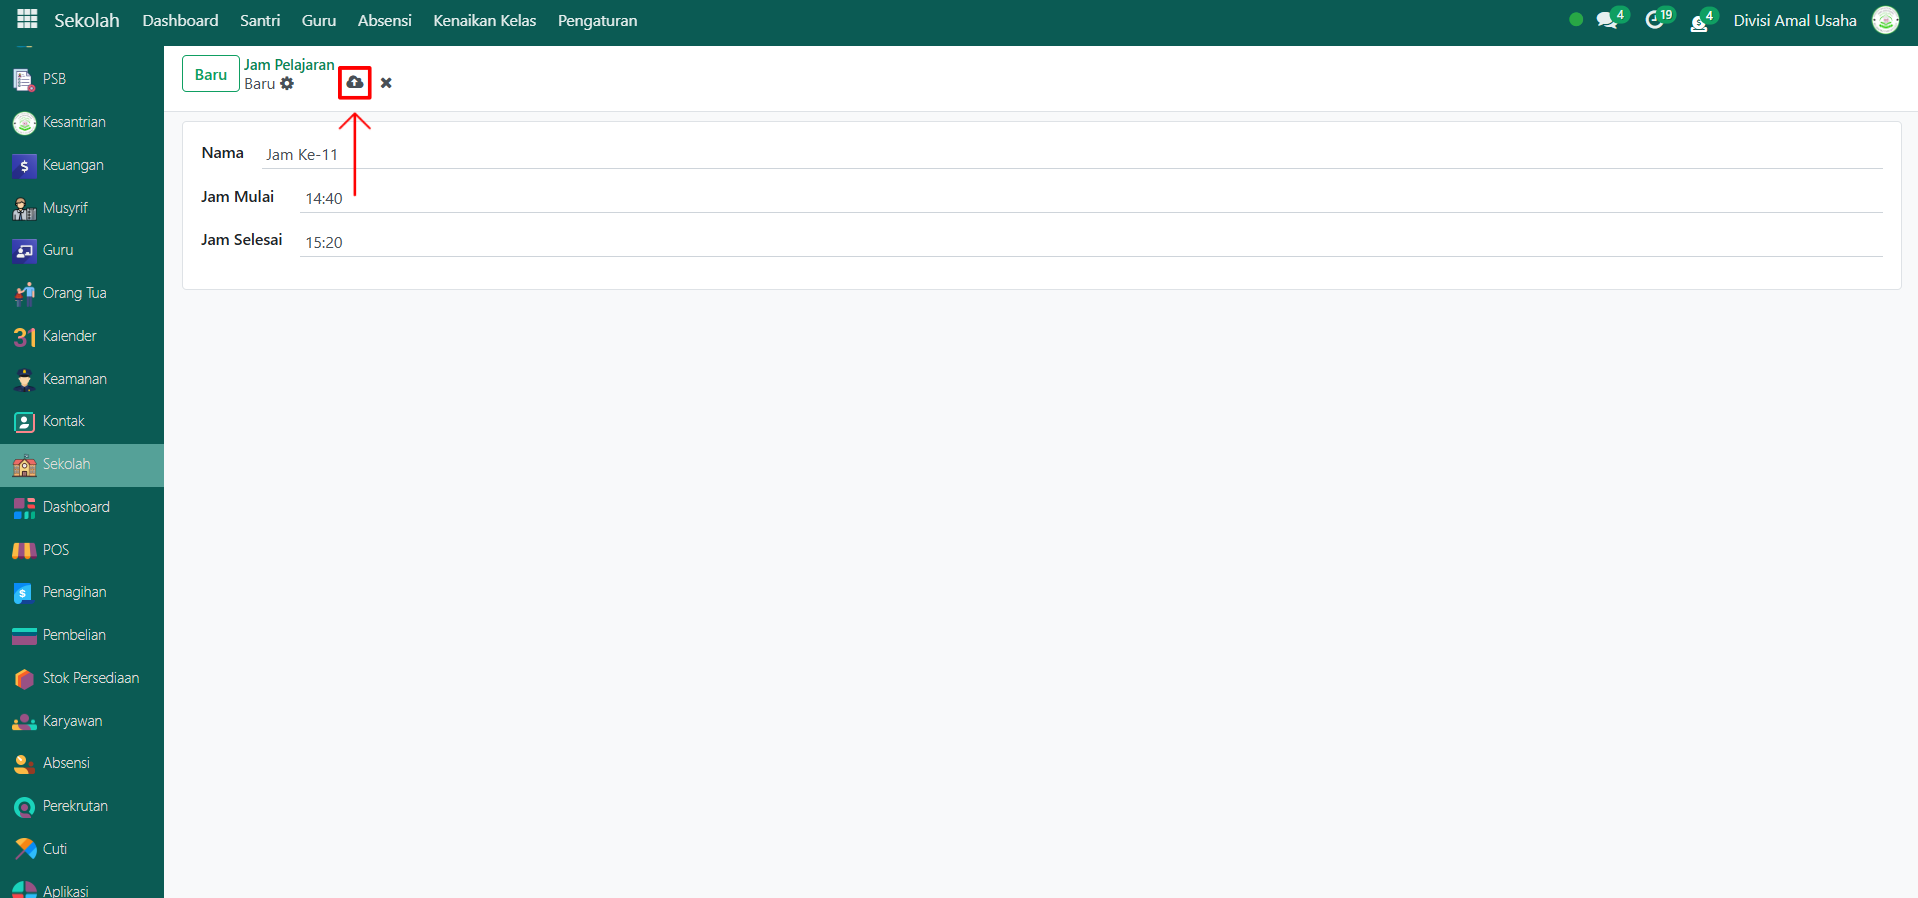 Sekolah Dashboard Santri Guru Absensi Kenaikan Kelas Pengaturan 4 19 4 Divisi Amal Usaha
PSB
Kesantrian
Keuangan
Musyrif
Guru
Orang Tua
31 Kalender
Keamanan
Kontak
Sekolah
Dashboard
POS
Penagihan
Pembelian
Stok Persediaan
Karyawan
Absensi
Perekrutan
Cuti
Aplikasi
Baru
Jam Pelajaran
Baru
Nama Jam Ke-11
Jam Mulai 14:40
Jam Selesai 15:20